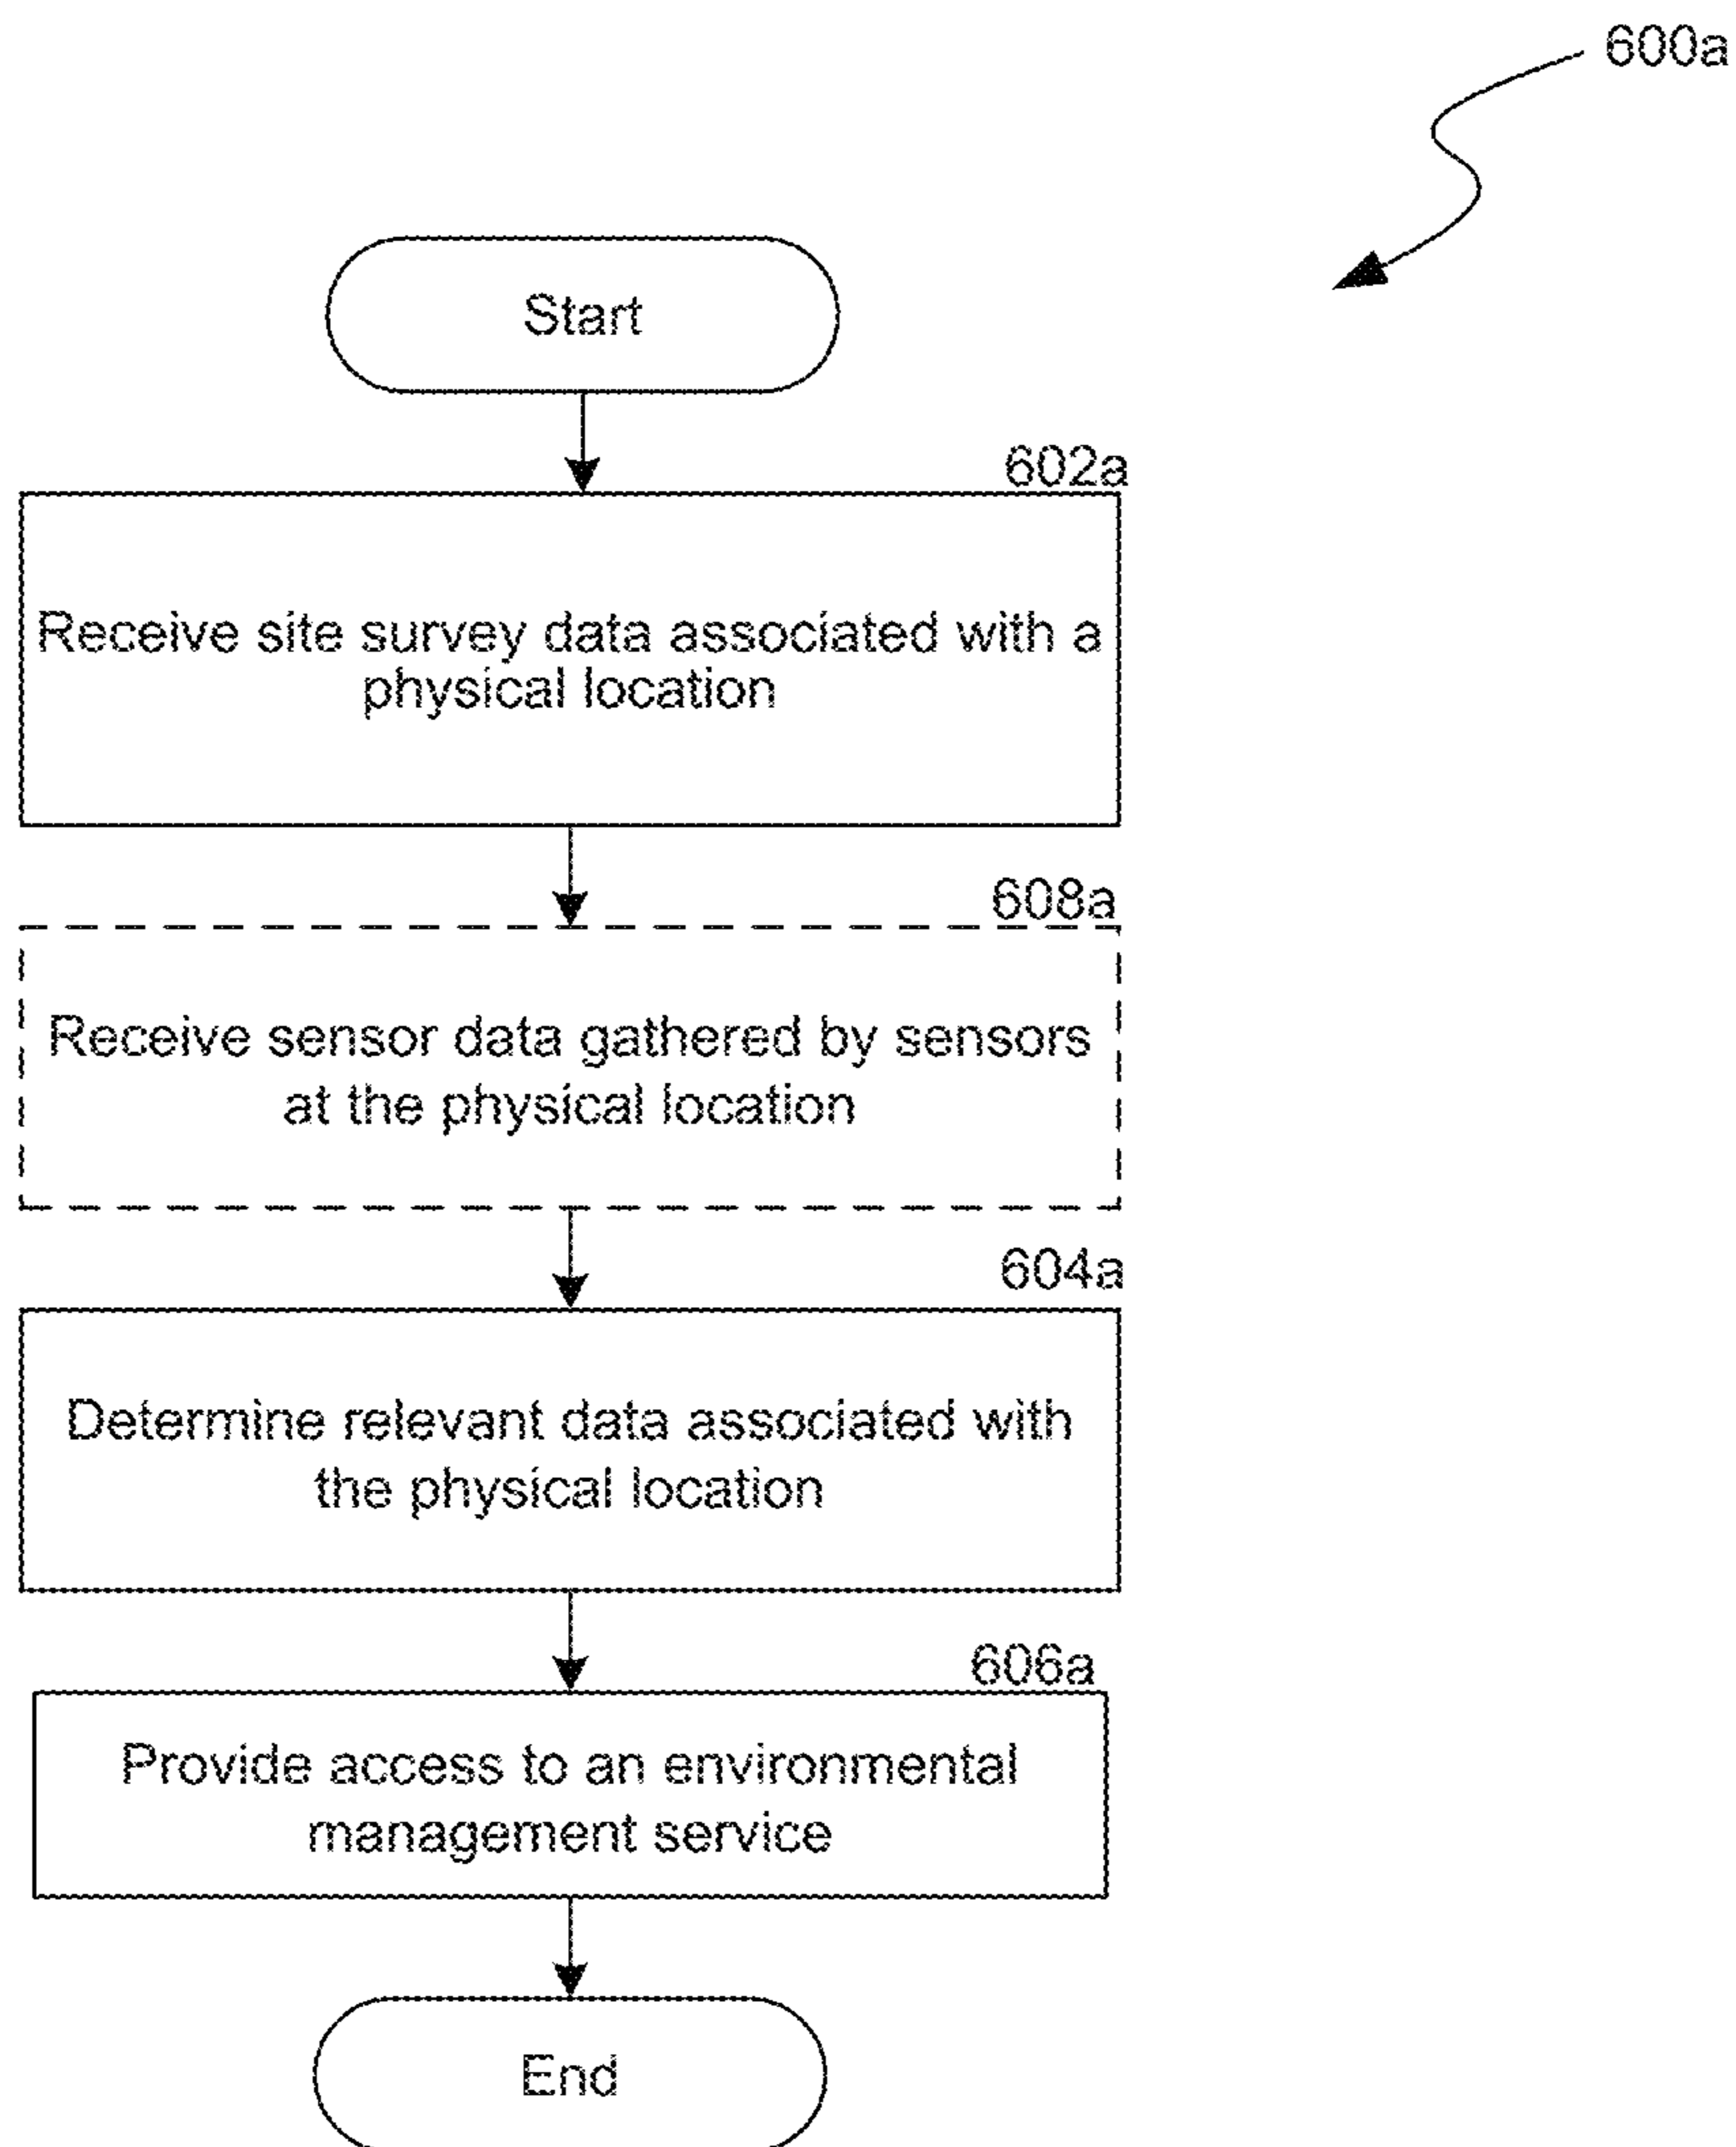 600a
Start
602a
Receive site survey data associated with a
physical location
608a
Receive sensor data gathered by sensors
at the physical location
604a
Determine relevant data associated with
the physical location
606a
Provide access to an environmental
management service
End